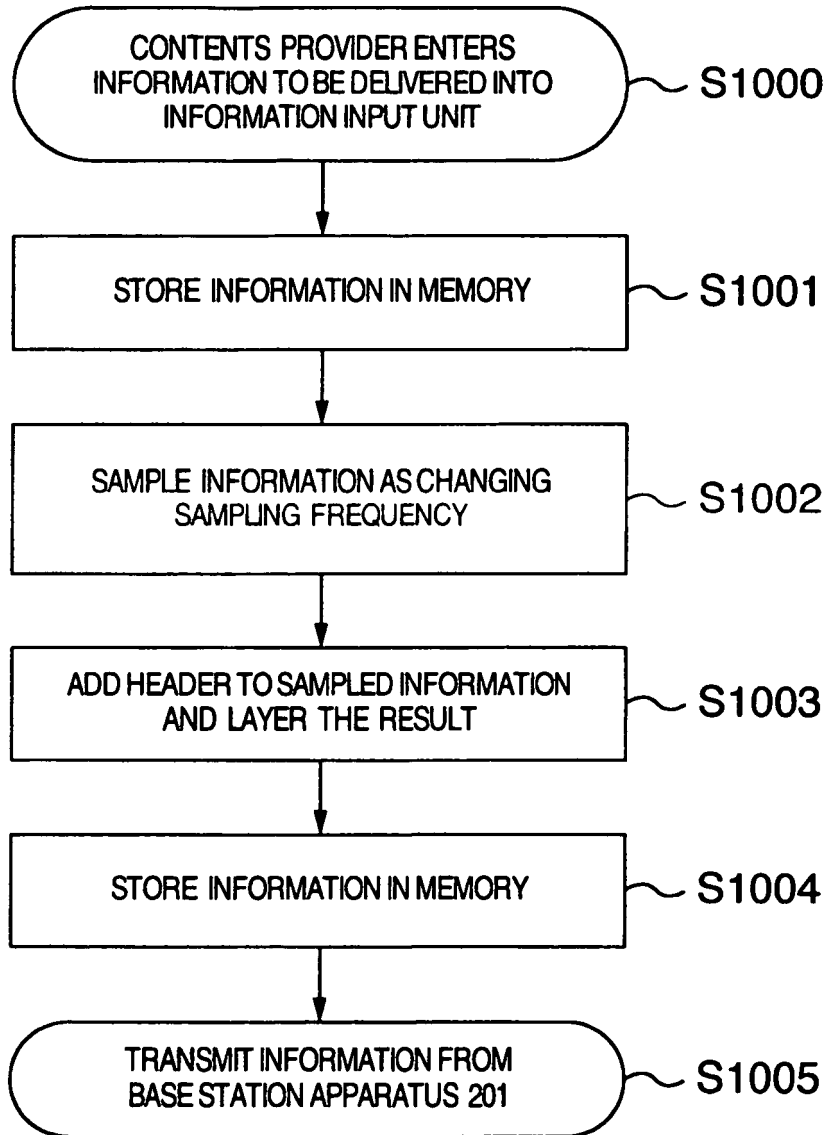 CONTENTS PROVIDER ENTERS
INFORMATION TO BE DELIVERED INTO
INFORMATION INPUT UNIT
S1000
STORE INFORMATION IN MEMORY
S1001
SAMPLE INFORMATION AS CHANGING
SAMPLING FREQUENCY
S1002
ADD HEADER TO SAMPLED INFORMATION
AND LAYER THE RESULT
S1003
STORE INFORMATION IN MEMORY
S1004
TRANSMIT INFORMATION FROM
BASE STATION APPARATUS 201
S1005